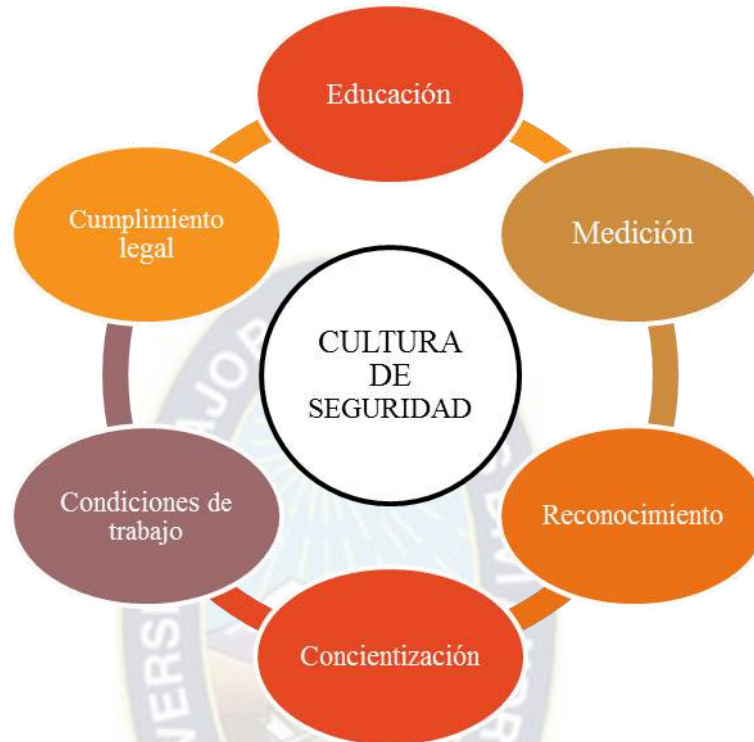 Educación
Medición
Reconocimiento
Concientización
Condiciones de
trabajo
Cumplimiento
legal
CULTURA
DE
SEGURIDAD